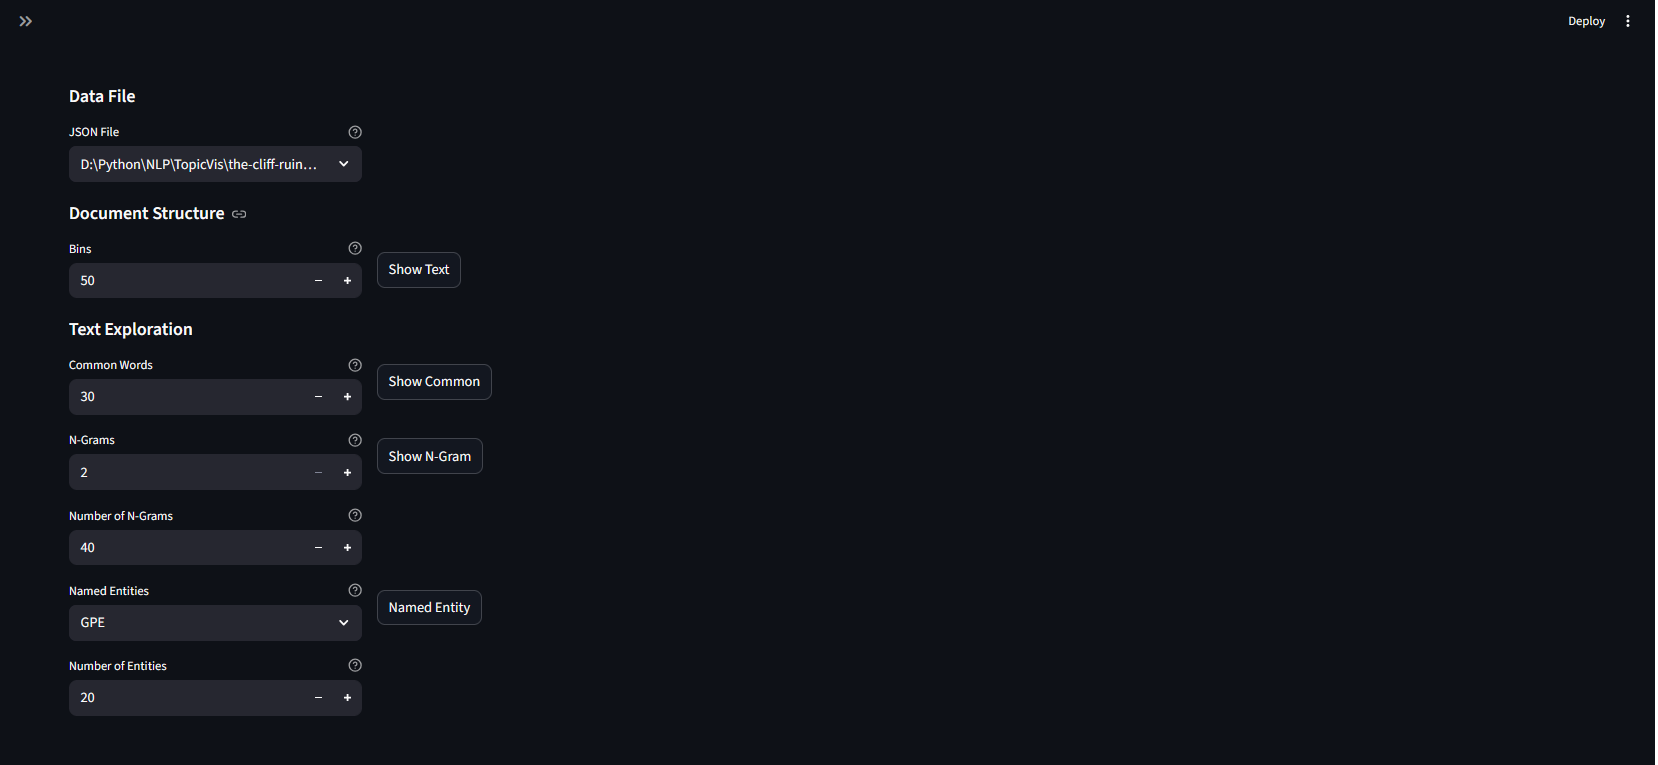 Deploy
Data File
JSON File
D:\Python\NLP\TopicVis\the-cliff-ruin...
Document Structure
Bins
50
Show Text
Text Exploration
Common Words
30
Show Common
N-Grams
2
Show N-Gram
Number of N-Grams
40
Named Entities
GPE
Named Entity
Number of Entities
20